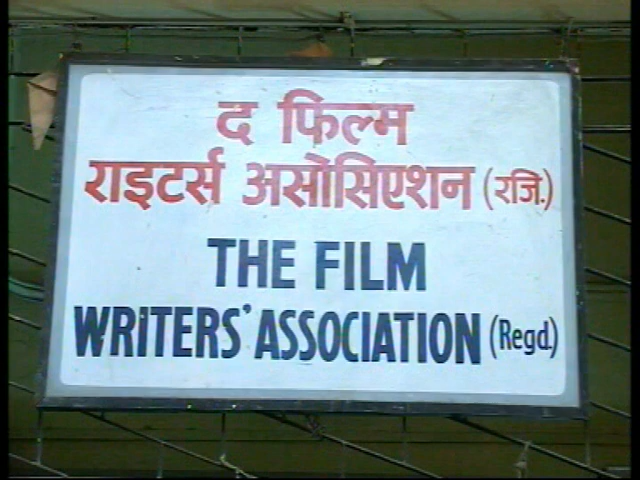 द फिल्म
राइटर्स असोसिएशन (रजि.)
THE FILM
WRITERS' ASSOCIATION (Regd.)